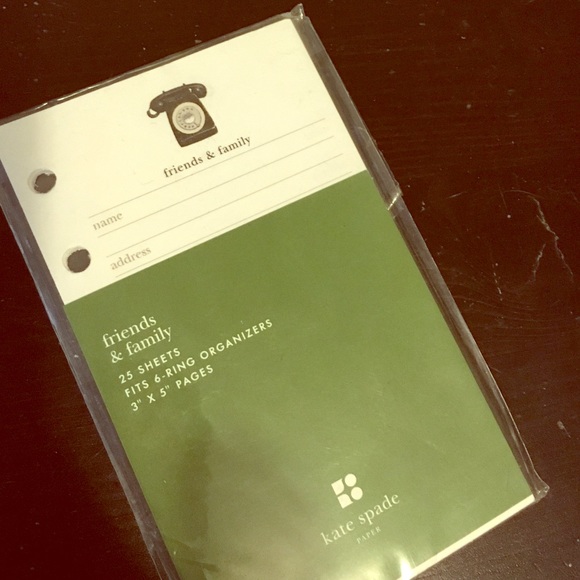 friends & family
name
address
friends
& family
25 SHEETS
FITS 6-RING ORGANIZERS
3" X 5" PAGES
kate spade
PAPER